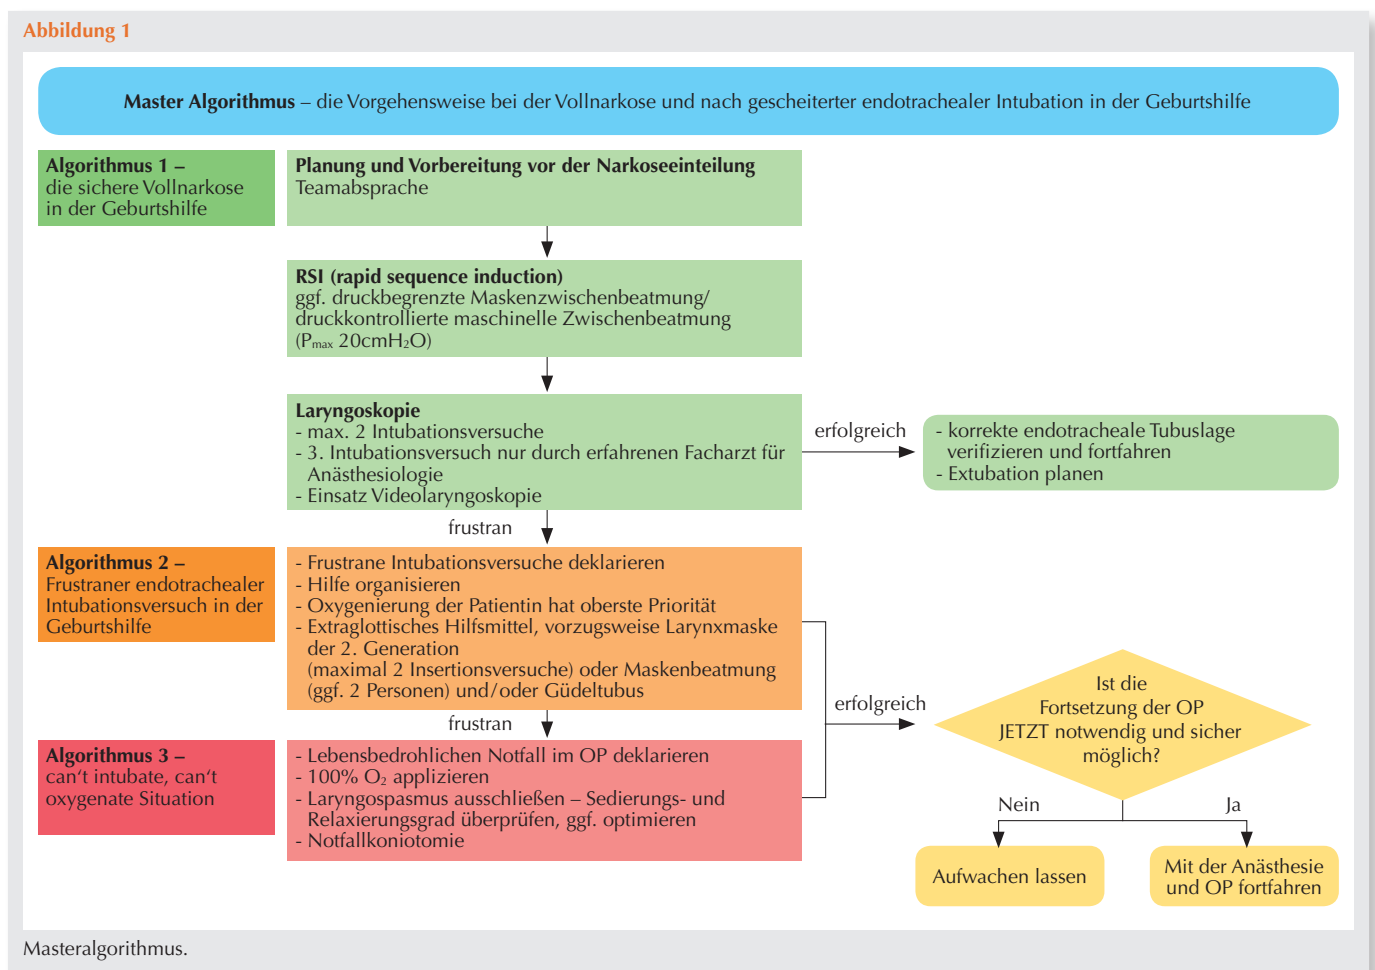 Abbildung 1
Master Algorithmus – die Vorgehensweise bei der Vollnarkose und nach gescheiterter endotrachealer Intubation in der Geburtshilfe
Algorithmus 1 –
die sichere Vollnarkose
in der Geburtshilfe
Planung und Vorbereitung vor der Narkoseeinteilung
Teamabsprache
RSI (rapid sequence induction)
ggf. druckbegrenzte Maskenzwischenbeatmung/
druckkontrollierte maschinelle Zwischenbeatmung
(Pmax 20cmH₂O)
Laryngoskopie
- max. 2 Intubationsversuche
- 3. Intubationsversuch nur durch erfahrenen Facharzt für
Anästhesiologie
- Einsatz Videolaryngoskopie
erfolgreich
- korrekte endotracheale Tubuslage
verifizieren und fortfahren
- Extubation planen
frustran
Algorithmus 2 –
Frustraner endotrachealer
Intubationsversuch in der
Geburtshilfe
- Frustrane Intubationsversuche deklarieren
- Hilfe organisieren
- Oxygenierung der Patientin hat oberste Priorität
- Extraglottisches Hilfsmittel, vorzugsweise Larynxmaske
der 2. Generation
(maximal 2 Insertionsversuche) oder Maskenbeatmung
(ggf. 2 Personen) und/oder Güdeltubus
frustran
erfolgreich
Ist die
Fortsetzung der OP
JETZT notwendig und sicher
möglich?
Algorithmus 3 –
can't intubate, can't
oxygenate Situation
- Lebensbedrohlichen Notfall im OP deklarieren
- 100% O₂ applizieren
- Laryngospasmus ausschließen – Sedierungs- und
Relaxierungsgrad überprüfen, ggf. optimieren
- Notfallkoniotomie
Nein
Ja
Aufwachen lassen
Mit der Anästhesie
und OP fortfahren
Masteralgorithmus.